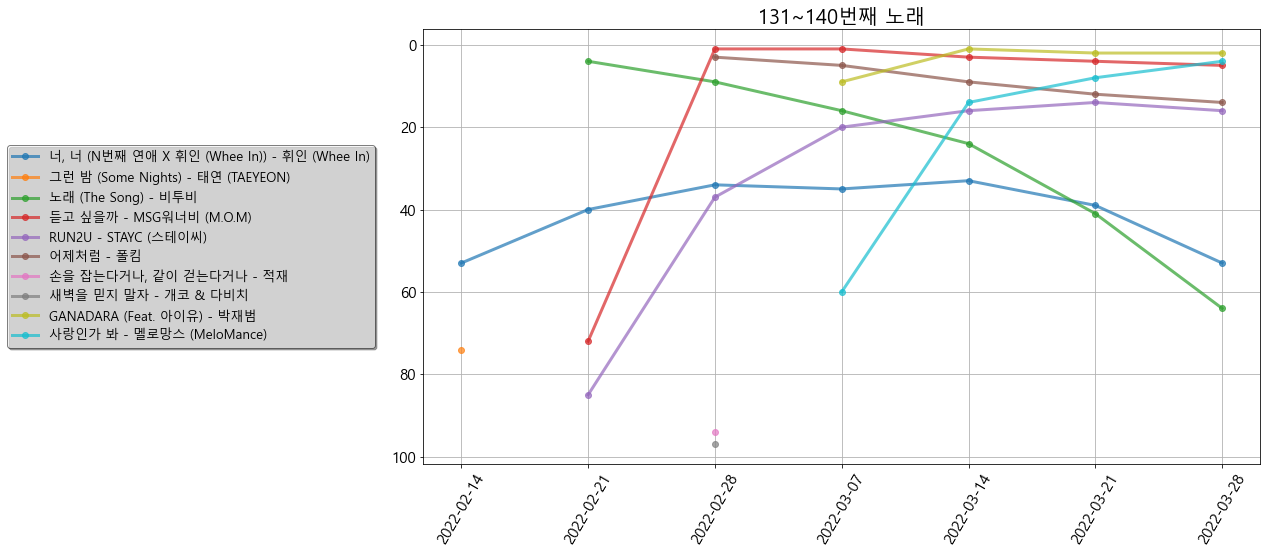 131~140번째 노래
너, 너 (N번째 연애 X 휘인 (Whee In)) - 휘인 (Whee In)
그런 밤 (Some Nights) - 태연 (TAEYEON)
노래 (The Song) - 비투비
듣고 싶을까 - MSG워너비 (M.O.M)
RUN2U - STAYC (스테이씨)
어제처럼 - 폴킴
손을 잡는다거나, 같이 걷는다거나 - 적재
새벽을 믿지 말자 - 개코 & 다비치
GANADARA (Feat. 아이유) - 박재범
사랑인가 봐 - 멜로망스 (MeloMance)
0
20
40
60
80
100
2022-02-14
2022-02-21
2022-02-28
2022-03-07
2022-03-14
2022-03-21
2022-03-28